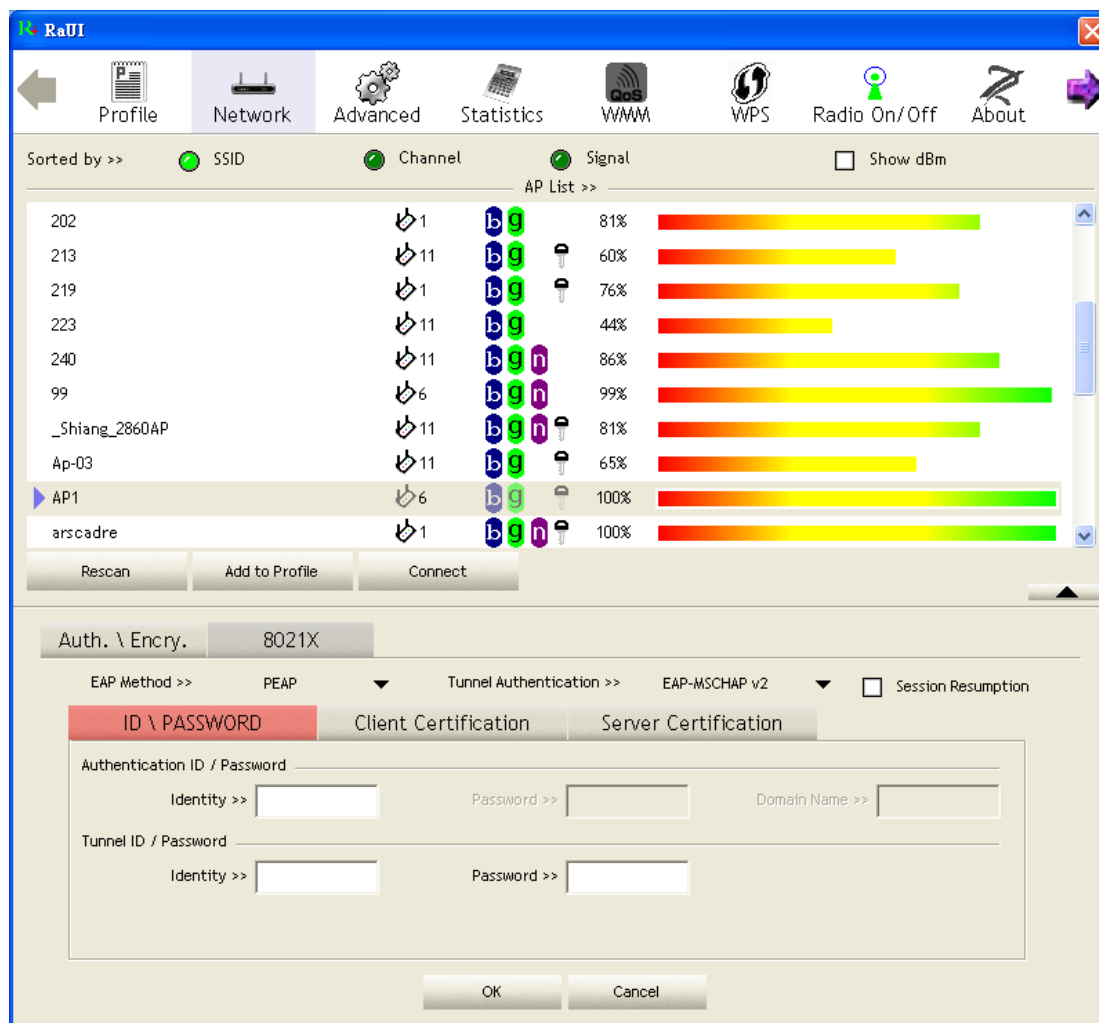 RaUI
Profile Network Advanced Statistics WMM WPS Radio On/Off About
QoS
Sorted by >> SSID Channel Signal Show dBm
AP List >>
202 1 b g 81%
213 11 b g 60%
219 1 b g 76%
223 11 b g 44%
240 11 b g n 86%
99 6 b g n 99%
_Shiang_2860AP 11 b g n 81%
Ap-03 11 b g 65%
AP1 6 b g 100%
arscadre 1 b g n 100%
Rescan Add to Profile Connect
Auth. \ Encry. 8021X
EAP Method >> PEAP Tunnel Authentication >> EAP-MSCHAP v2 Session Resumption
ID \ PASSWORD Client Certification Server Certification
Authentication ID / Password
Identity >> Password >> Domain Name >>
Tunnel ID / Password
Identity >> Password >>
OK Cancel